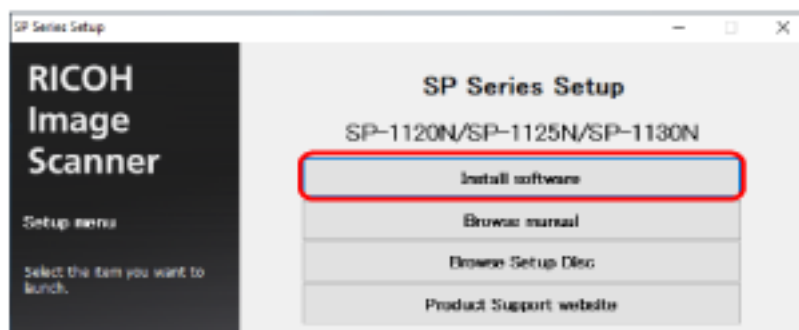 SP Series Setup
RICOH
Image
Scanner
Setup menu
Select the item you want to
launch.
SP Series Setup
SP-1120N/SP-1125N/SP-1130N
Install software
Browse manual
Browse Setup Disc
Product Support website